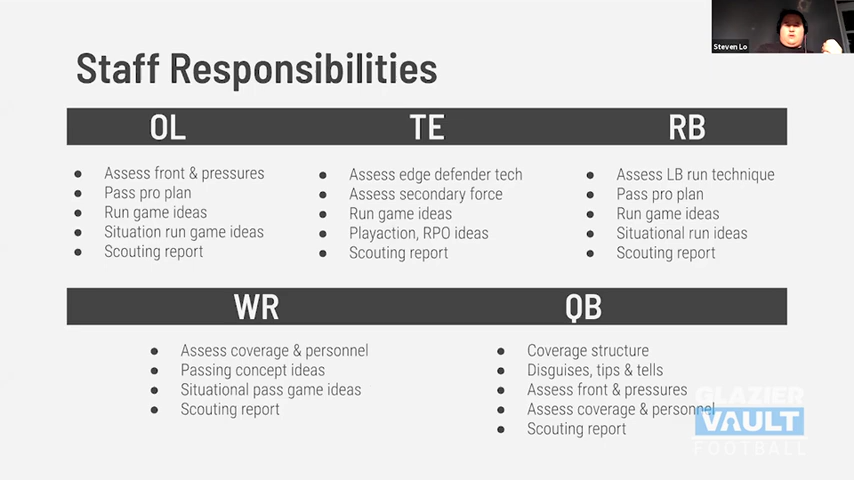 Steven Lo
Staff Responsibilities
OL
TE
RB
Assess front & pressures
Pass pro plan
Run game ideas
Situation run game ideas
Scouting report
Assess edge defender tech
Assess secondary force
Run game ideas
Playaction, RPO ideas
Scouting report
Assess LB run technique
Pass pro plan
Run game ideas
Situational run ideas
Scouting report
WR
QB
Assess coverage & personnel
Passing concept ideas
Situational pass game ideas
Scouting report
Coverage structure
Disguises, tips & tells
Assess front & pressures
Assess coverage & personnel
Scouting report
GLAZIER
VAULT
FOOTBALL